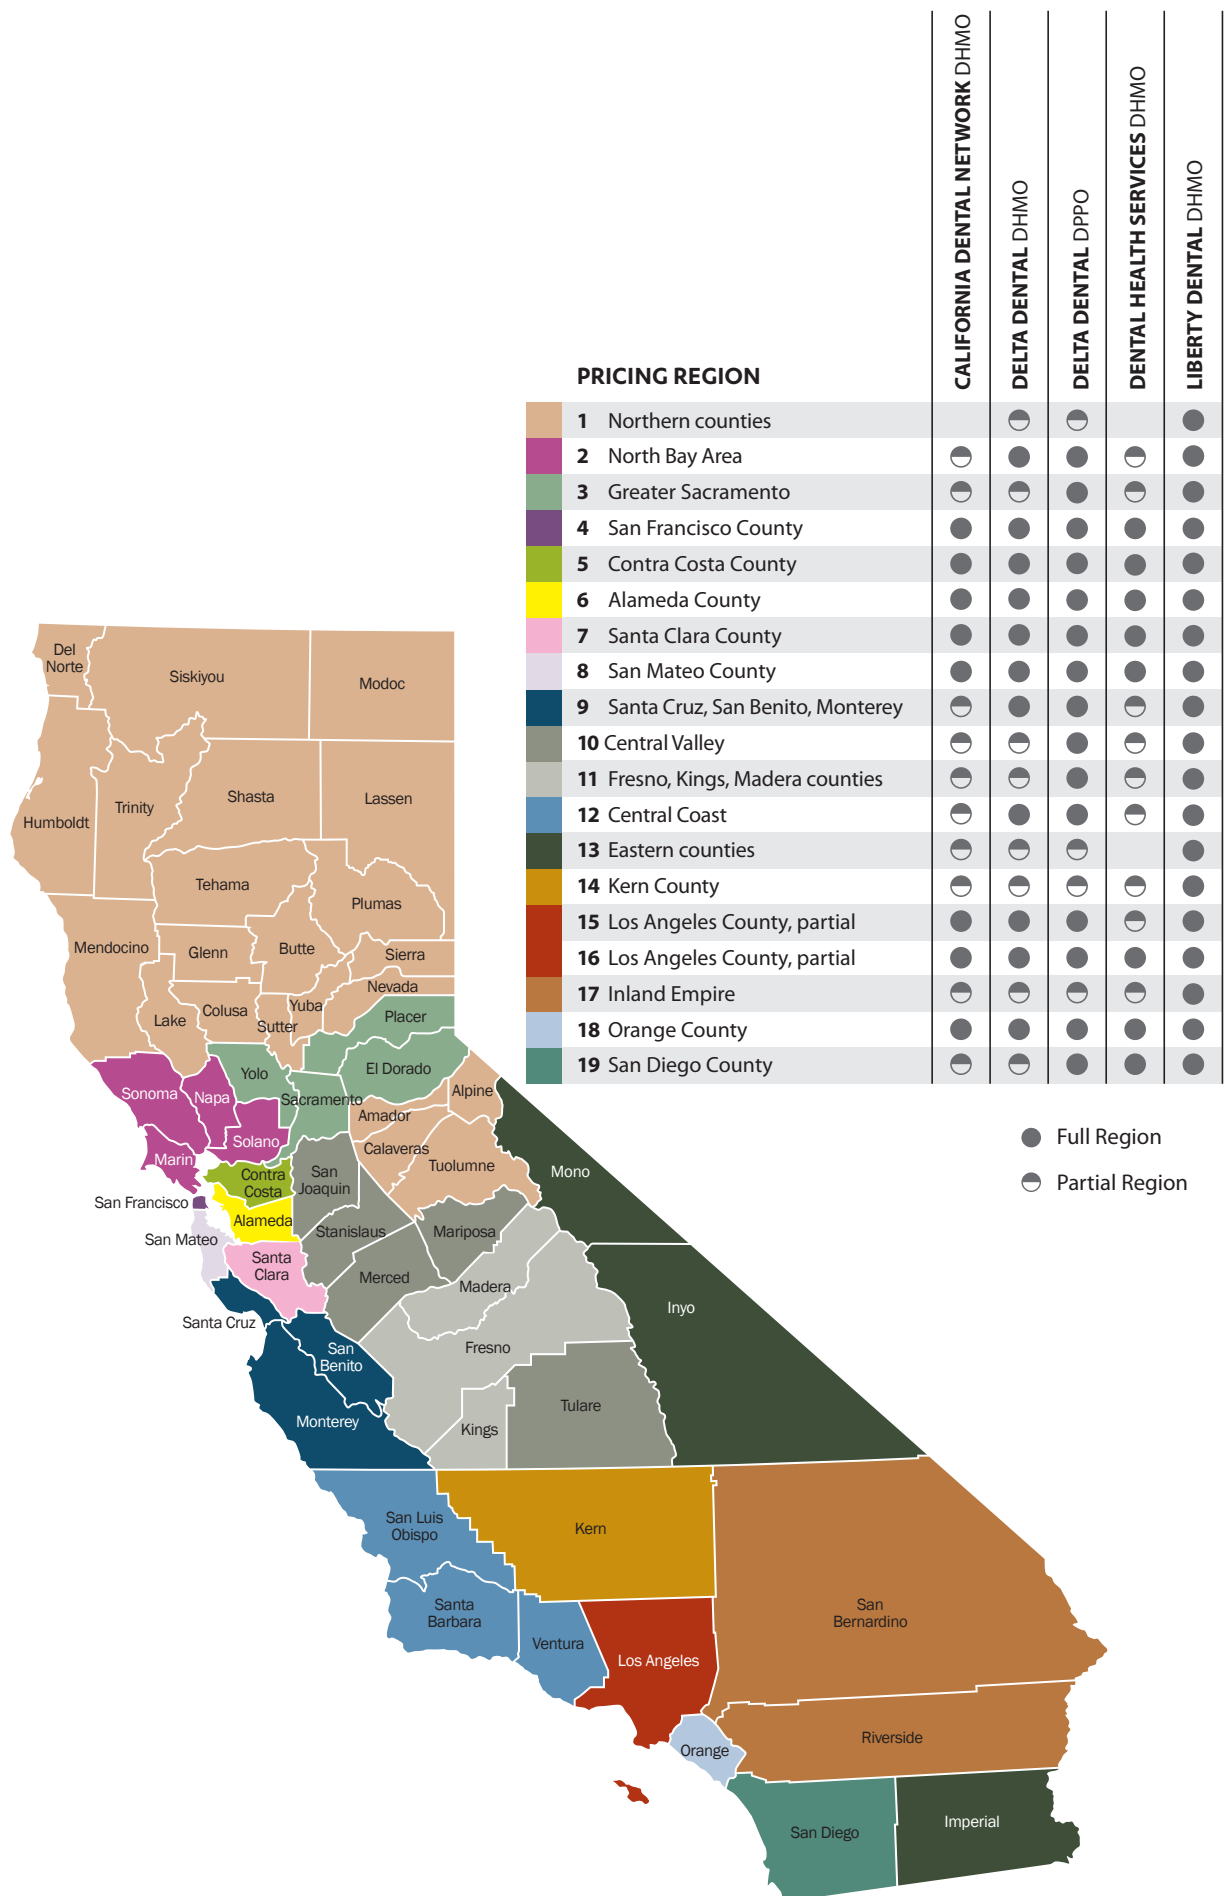 CALIFORNIA DENTAL NETWORK DHMO
DELTA DENTAL DHMO
DELTA DENTAL DPPO
DENTAL HEALTH SERVICES DHMO
LIBERTY DENTAL DHMO
PRICING REGION
1 Northern counties
2 North Bay Area
3 Greater Sacramento
4 San Francisco County
5 Contra Costa County
6 Alameda County
7 Santa Clara County
8 San Mateo County
9 Santa Cruz, San Benito, Monterey
10 Central Valley
11 Fresno, Kings, Madera counties
12 Central Coast
13 Eastern counties
14 Kern County
15 Los Angeles County, partial
16 Los Angeles County, partial
17 Inland Empire
18 Orange County
19 San Diego County
Full Region
Partial Region
Del
Norte
Siskiyou
Modoc
Humboldt
Trinity
Shasta
Lassen
Tehama
Plumas
Mendocino
Glenn
Butte
Sierra
Nevada
Lake
Colusa
Sutter
Yuba
Placer
El Dorado
Yolo
Sacramento
Sonoma
Napa
Solano
Marin
Alpine
Amador
Calaveras
Tuolumne
Mono
Contra
Costa
San
Joaquin
San Francisco
Alameda
San Mateo
Santa
Clara
Stanislaus
Mariposa
Merced
Madera
Inyo
Santa Cruz
San
Benito
Fresno
Monterey
Kings
Tulare
San Luis
Obispo
Kern
Santa
Barbara
Ventura
Los Angeles
San
Bernardino
Orange
Riverside
San Diego
Imperial